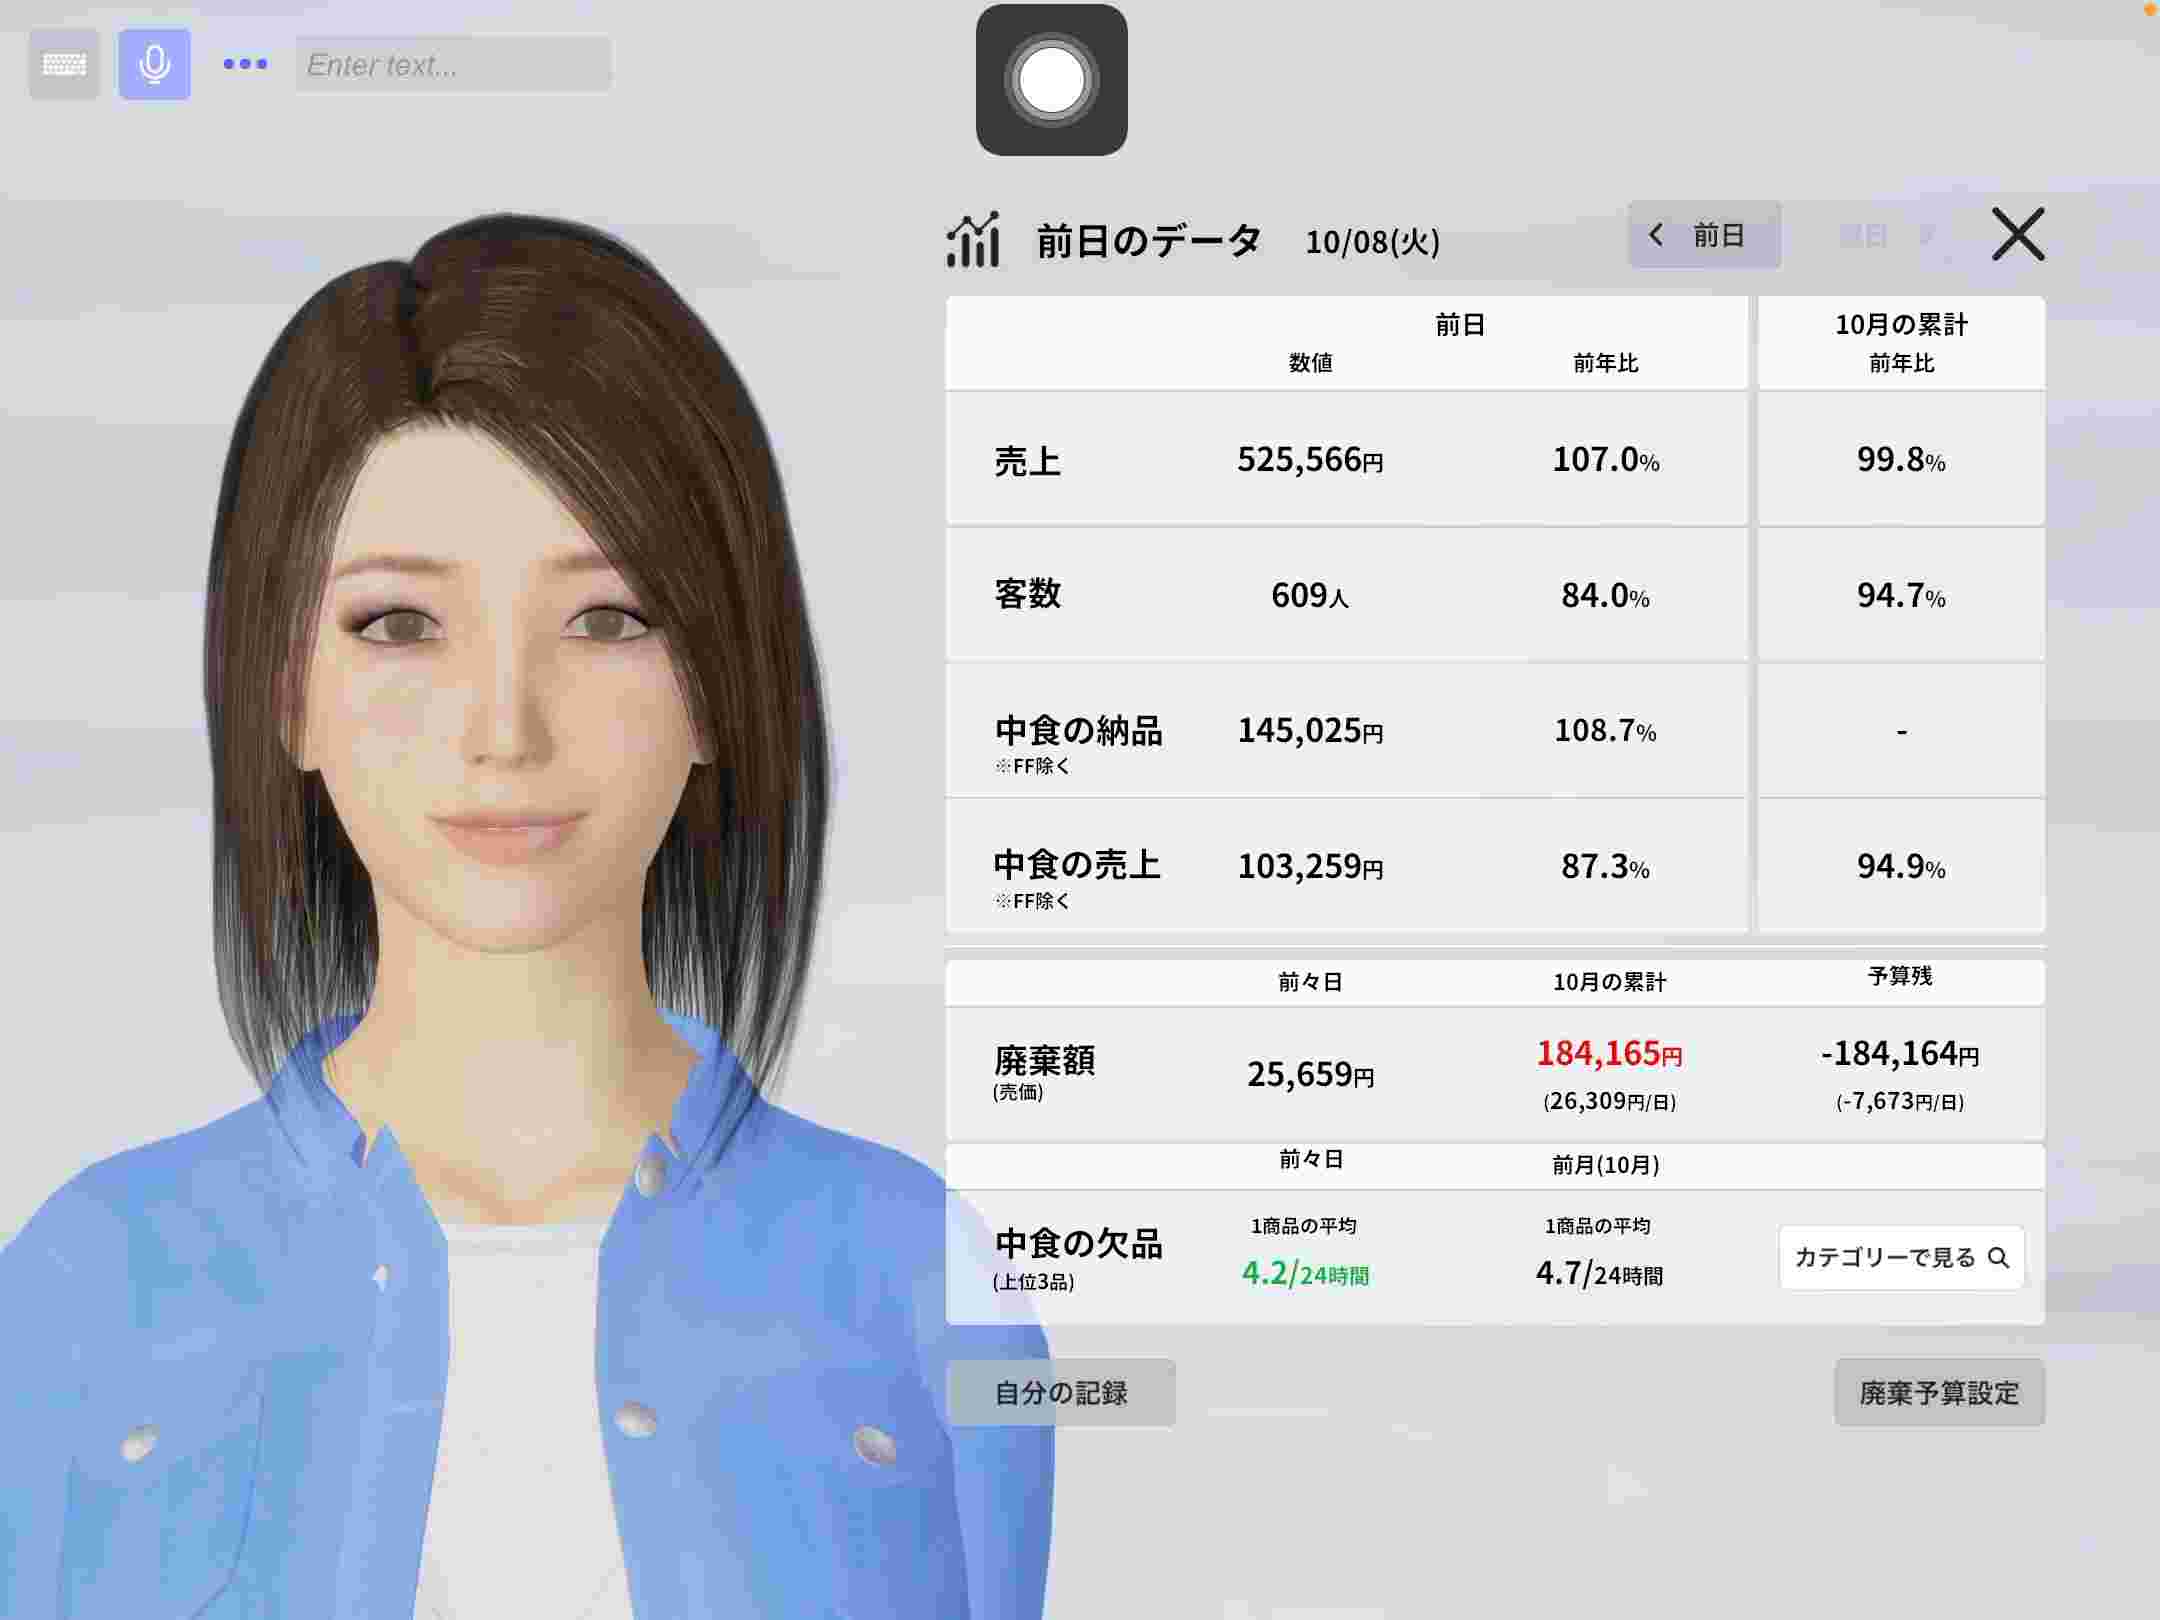 Enter text...
前日のデータ 10/08(火)
前日
翌日
前日
10月の累計
数値 前年比 前年比
売上 525,566円 107.0% 99.8%
客数 609人 84.0% 94.7%
中食の納品 145,025円 108.7% -
※FF除く
中食の売上 103,259円 87.3% 94.9%
※FF除く
前々日 10月の累計 予算残
廃棄額 25,659円 184,165円 -184,164円
(売価) (26,309円/日) (-7,673円/日)
前々日 前月(10月)
1商品の平均 1商品の平均
中食の欠品 4.2/24時間 4.7/24時間 カテゴリーで見る
(上位3品)
自分の記録 廃棄予算設定